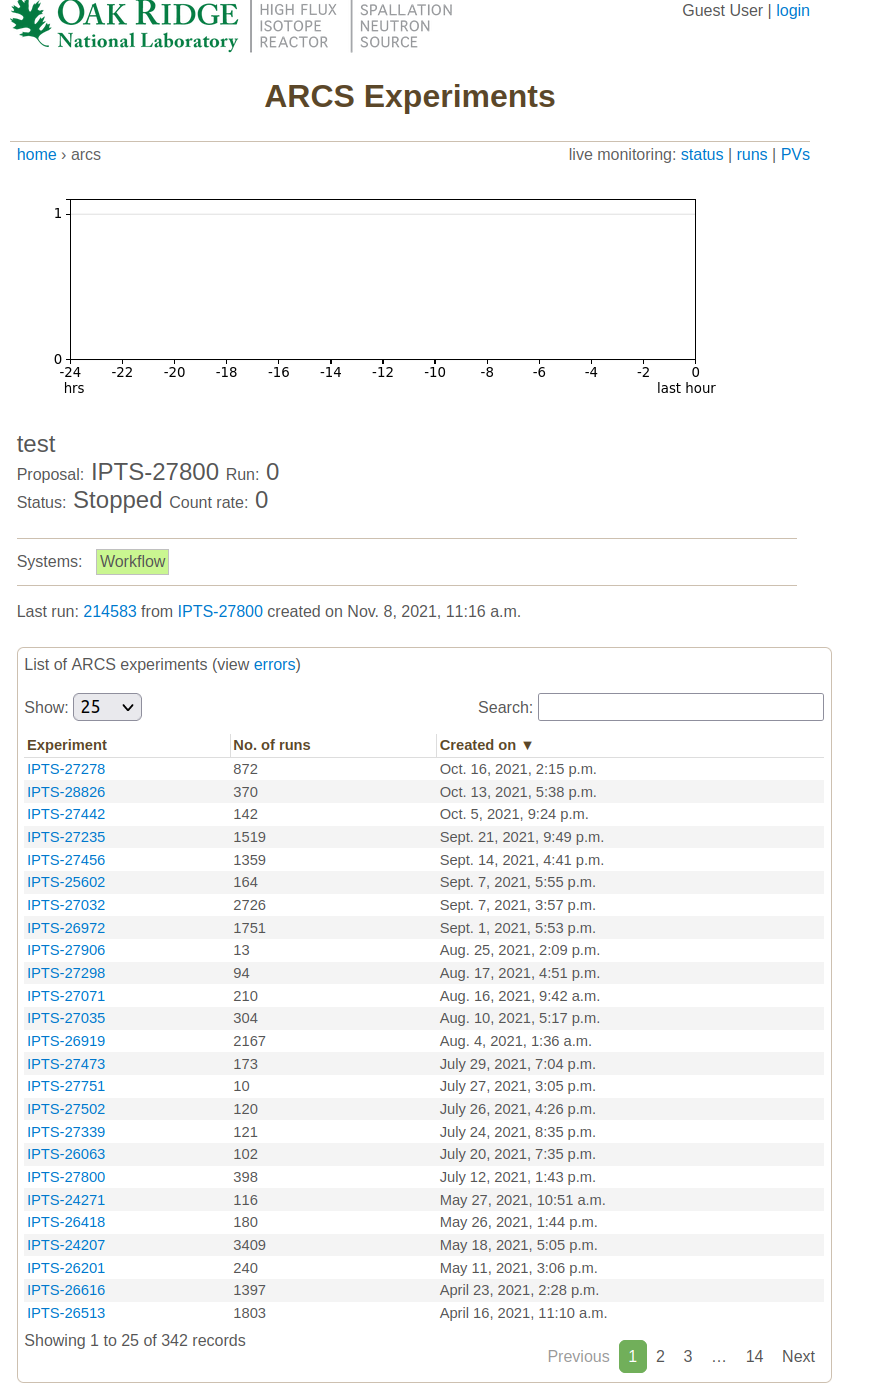 OAK RIDGE
National Laboratory
HIGH FLUX
ISOTOPE
REACTOR
SPALLATION
NEUTRON
SOURCE
Guest User | login
ARCS Experiments
home › arcs
live monitoring: status | runs | PVs
1
0
-24 -22 -20 -18 -16 -14 -12 -10 -8 -6 -4 -2 0
hrs last hour
test
Proposal: IPTS-27800 Run: 0
Status: Stopped Count rate: 0
Systems: Workflow
Last run: 214583 from IPTS-27800 created on Nov. 8, 2021, 11:16 a.m.
List of ARCS experiments (view errors)
Show: 25 Search:
Experiment No. of runs Created on ▼
IPTS-27278 872 Oct. 16, 2021, 2:15 p.m.
IPTS-28826 370 Oct. 13, 2021, 5:38 p.m.
IPTS-27442 142 Oct. 5, 2021, 9:24 p.m.
IPTS-27235 1519 Sept. 21, 2021, 9:49 p.m.
IPTS-27456 1359 Sept. 14, 2021, 4:41 p.m.
IPTS-25602 164 Sept. 7, 2021, 5:55 p.m.
IPTS-27032 2726 Sept. 7, 2021, 3:57 p.m.
IPTS-26972 1751 Sept. 1, 2021, 5:53 p.m.
IPTS-27906 13 Aug. 25, 2021, 2:09 p.m.
IPTS-27298 94 Aug. 17, 2021, 4:51 p.m.
IPTS-27071 210 Aug. 16, 2021, 9:42 a.m.
IPTS-27035 304 Aug. 10, 2021, 5:17 p.m.
IPTS-26919 2167 Aug. 4, 2021, 1:36 a.m.
IPTS-27473 173 July 29, 2021, 7:04 p.m.
IPTS-27751 10 July 27, 2021, 3:05 p.m.
IPTS-27502 120 July 26, 2021, 4:26 p.m.
IPTS-27339 121 July 24, 2021, 8:35 p.m.
IPTS-26063 102 July 20, 2021, 7:35 p.m.
IPTS-27800 398 July 12, 2021, 1:43 p.m.
IPTS-24271 116 May 27, 2021, 10:51 a.m.
IPTS-26418 180 May 26, 2021, 1:44 p.m.
IPTS-24207 3409 May 18, 2021, 5:05 p.m.
IPTS-26201 240 May 11, 2021, 3:06 p.m.
IPTS-26616 1397 April 23, 2021, 2:28 p.m.
IPTS-26513 1803 April 16, 2021, 11:10 a.m.
Showing 1 to 25 of 342 records
Previous 1 2 3 … 14 Next